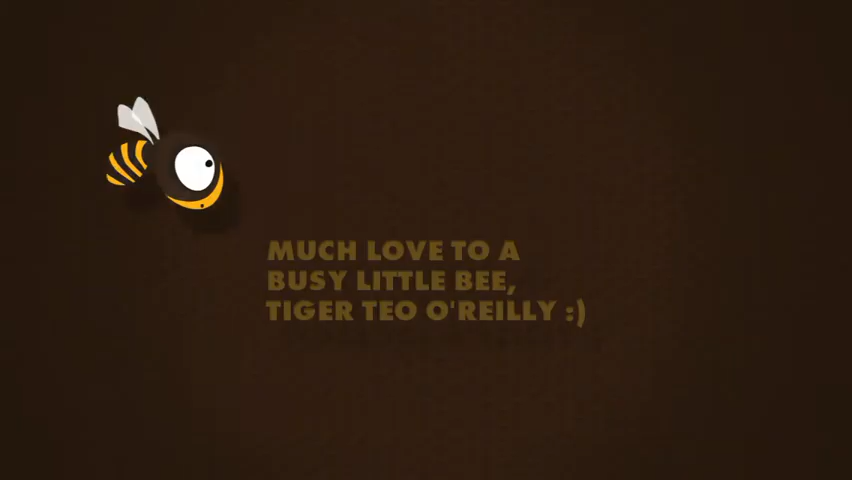 MUCH LOVE TO A
BUSY LITTLE BEE,
TIGER TEO O'REILLY :)